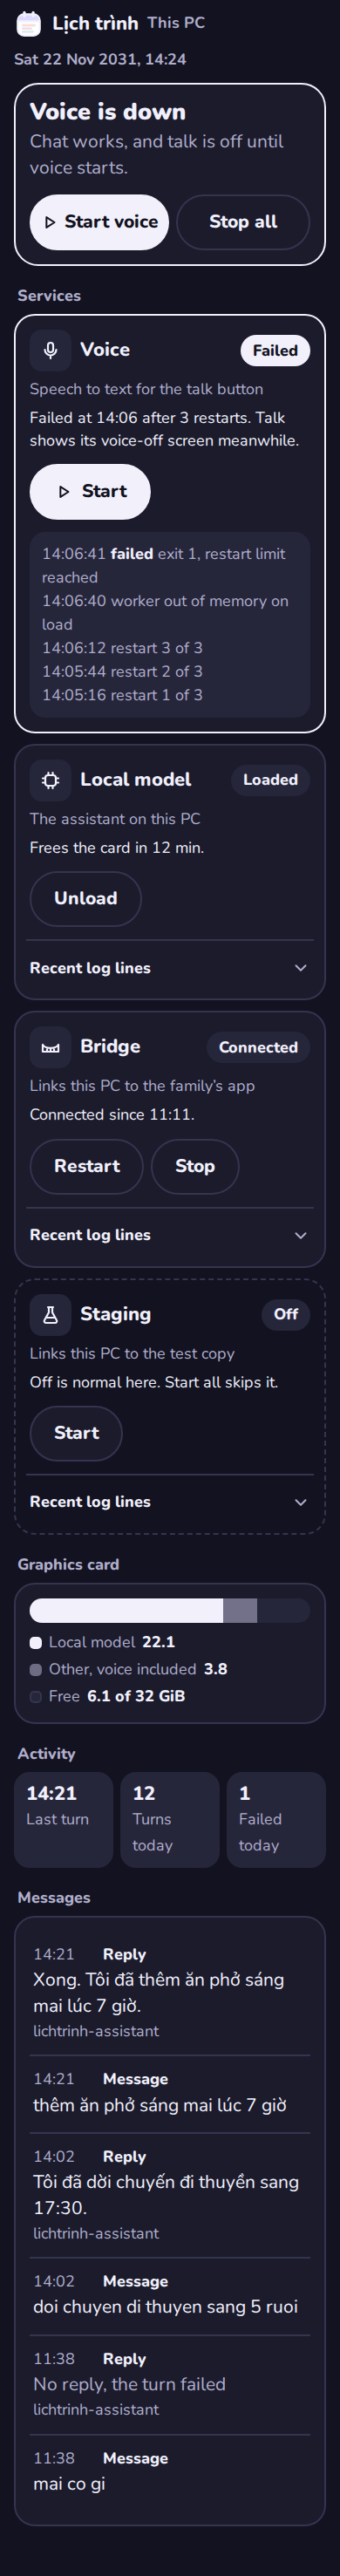 Lịch trình This PC
Sat 22 Nov 2031, 14:24
Voice is down
Chat works, and talk is off until
voice starts.
Start voice
Stop all
Services
Voice
Failed
Speech to text for the talk button
Failed at 14:06 after 3 restarts. Talk
shows its voice-off screen meanwhile.
Start
14:06:41 failed exit 1, restart limit
reached
14:06:40 worker out of memory on
load
14:06:12 restart 3 of 3
14:05:44 restart 2 of 3
14:05:16 restart 1 of 3
Local model
Loaded
The assistant on this PC
Frees the card in 12 min.
Unload
Recent log lines
Bridge
Connected
Links this PC to the family’s app
Connected since 11:11.
Restart
Stop
Recent log lines
Staging
Off
Links this PC to the test copy
Off is normal here. Start all skips it.
Start
Recent log lines
Graphics card
Local model 22.1
Other, voice included 3.8
Free 6.1 of 32 GiB
Activity
14:21
Last turn
12
Turns
today
1
Failed
today
Messages
14:21 Reply
Xong. Tôi đã thêm ăn phở sáng
mai lúc 7 giờ.
lichtrinh-assistant
14:21 Message
thêm ăn phở sáng mai lúc 7 giờ
14:02 Reply
Tôi đã dời chuyến đi thuyền sang
17:30.
lichtrinh-assistant
14:02 Message
doi chuyen di thuyen sang 5 ruoi
11:38 Reply
No reply, the turn failed
lichtrinh-assistant
11:38 Message
mai co gi